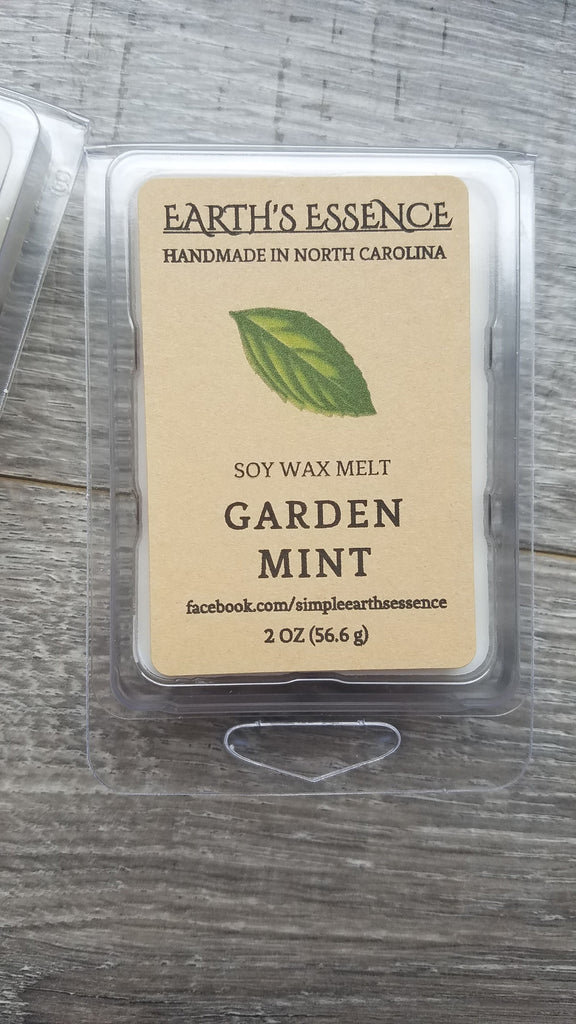 EARTH'S ESSENCE
HANDMADE IN NORTH CAROLINA
SOY WAX MELT
GARDEN
MINT
facebook.com/simpleearthsessence
2 OZ (56.6 g)